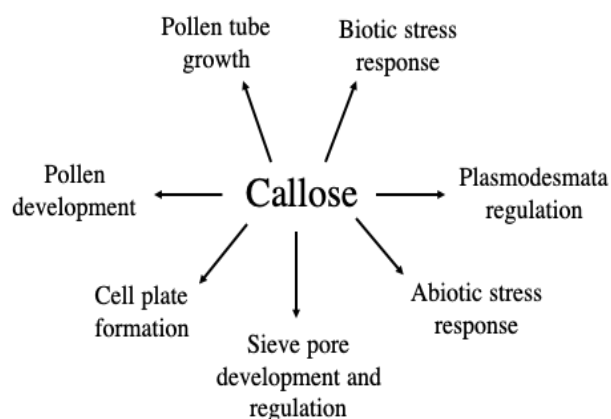 Pollen tube
growth
Biotic stress
response
Pollen
development
Callose
Plasmodesmata
regulation
Cell plate
formation
Abiotic stress
response
Sieve pore
development and
regulation